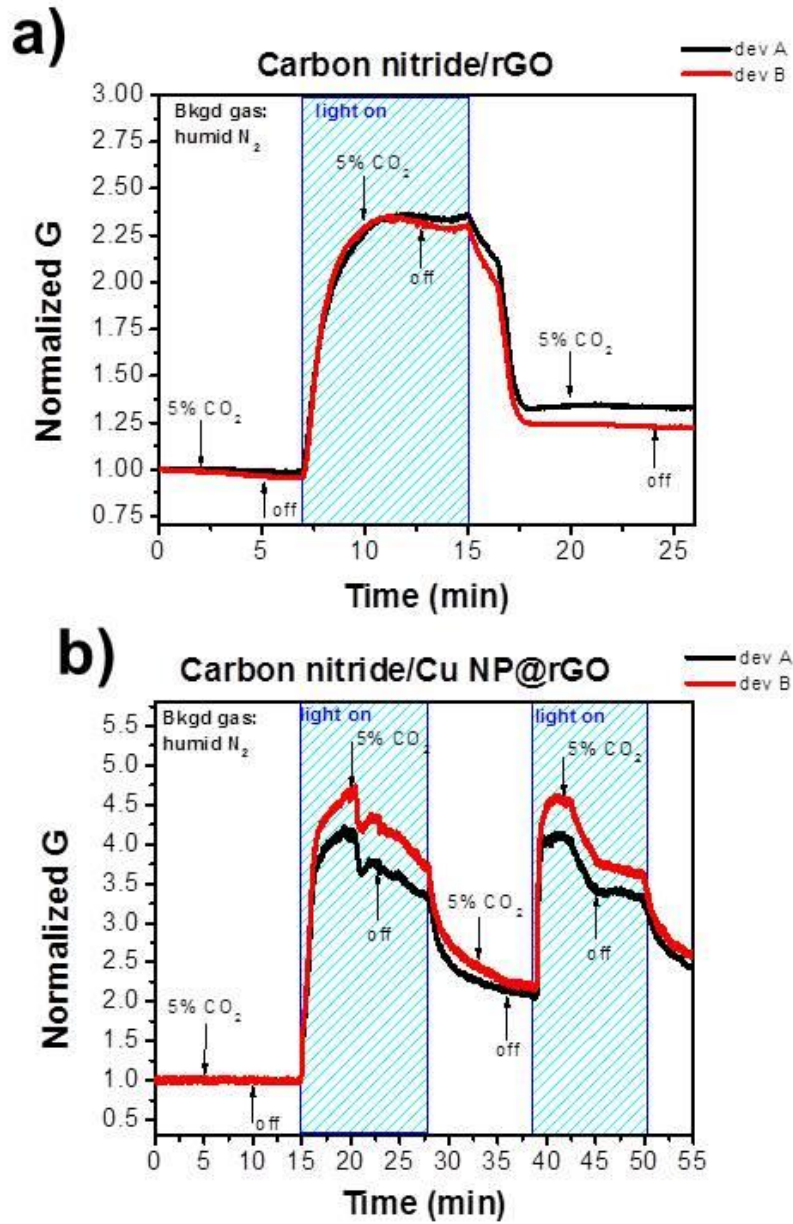 a)
Carbon nitride/rGO
dev A
dev B
Bkgd gas:
humid N2
light on
5% CO2
off
5% CO2
off
5% CO2
off
3.00
2.75
2.50
2.25
2.00
1.75
1.50
1.25
1.00
0.75
Normalized G
0 5 10 15 20 25
Time (min)
b)
Carbon nitride/Cu NP@rGO
dev A
dev B
Bkgd gas:
humid N2
light on
light on
5% CO2
5% CO2
off
off
5% CO2
off
5% CO2
off
5.5
5.0
4.5
4.0
3.5
3.0
2.5
2.0
1.5
1.0
0.5
Normalized G
0 5 10 15 20 25 30 35 40 45 50 55
Time (min)